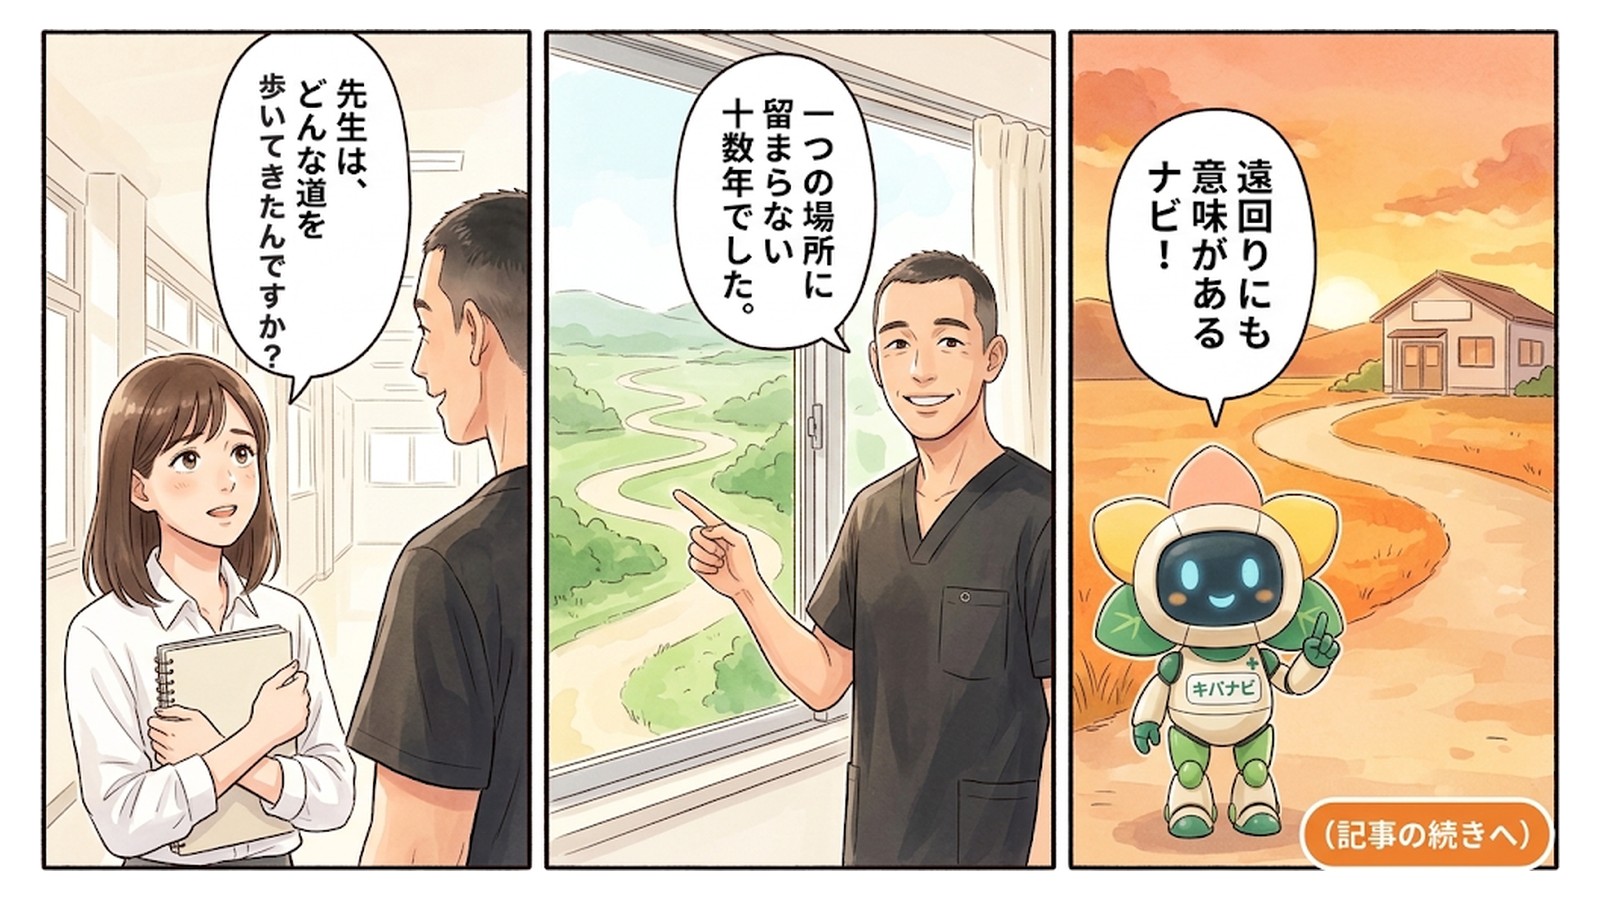 先生は、
どんな道を
歩いてきたんですか？
一つの場所に
留まらない
十数年でした。
遠回りにも
意味がある
ナビ！
キバナビ
（記事の続きへ）